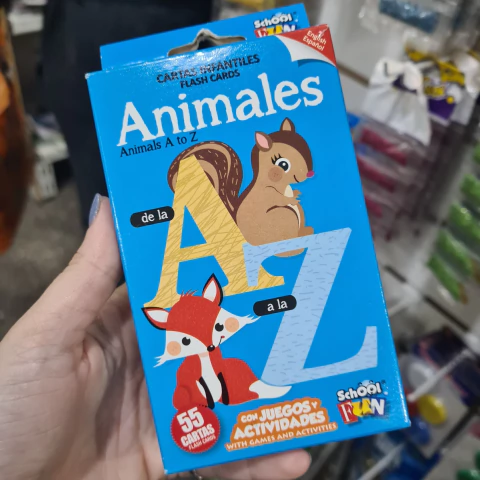 SCHOOL
FUN
English
Español
CARTAS INFANTILES
FLASH CARDS
Animales
Animals A to Z
de la
A
a la
Z
55
CARTAS
FLASH CARDS
CON JUEGOS Y
ACTIVIDADES
WITH GAMES AND ACTIVITIES
SCHOOL
FUN